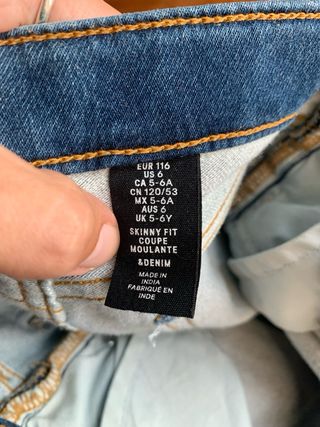 EUR 116
US 6
CA 5-6A
CN 120/53
MX 5-6A
AUS 6
UK 5-6Y
SKINNY FIT
COUPE
MOULANTE
&DENIM
MADE IN
INDIA
FABRIQUÉ EN
INDE